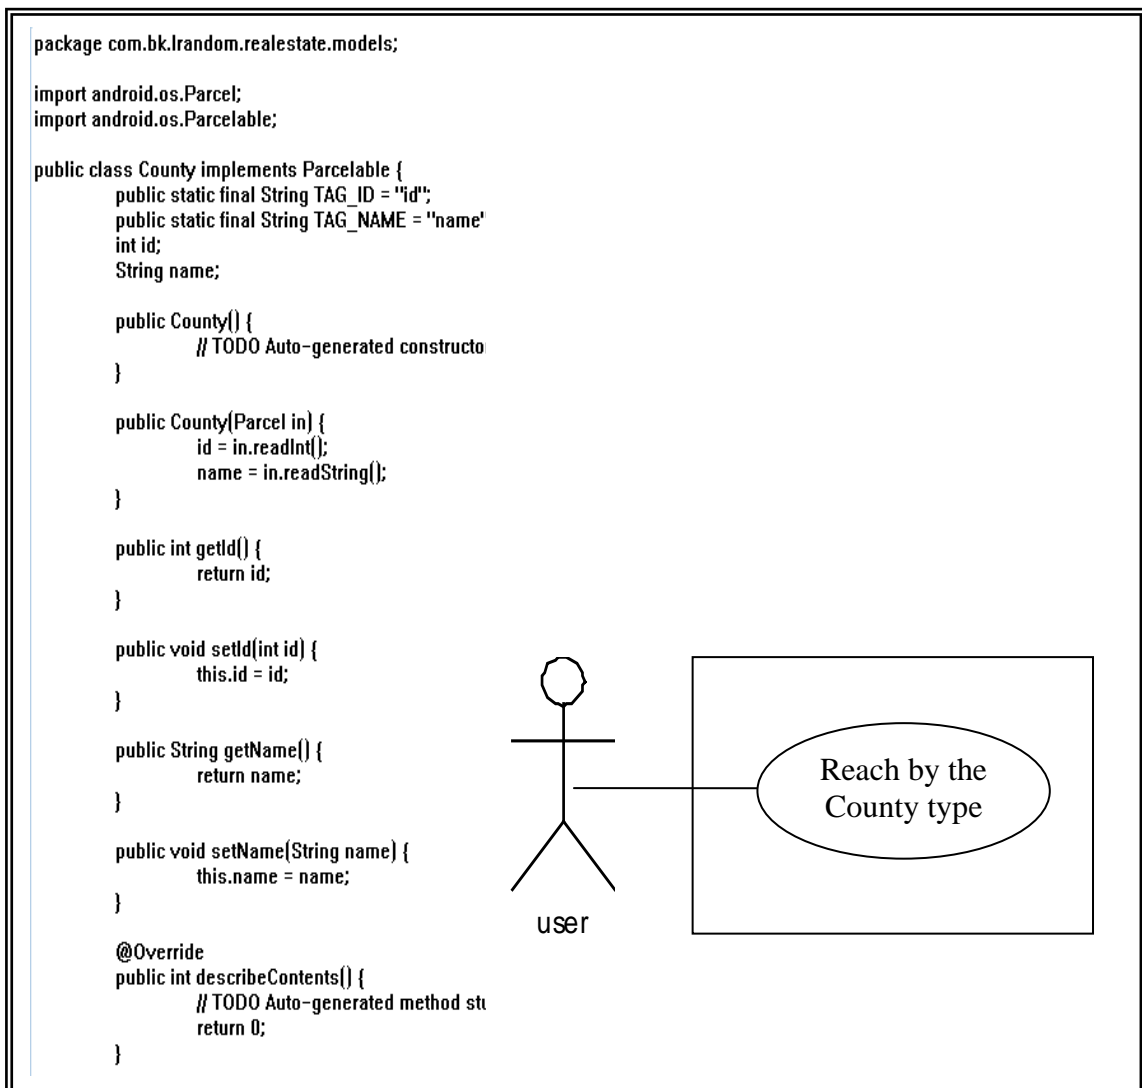 package com.bk.lrandom.realestate.models;
import android.os.Parcel;
import android.os.Parcelable;
public class County implements Parcelable {
public static final String TAG_ID = "id";
public static final String TAG_NAME = "name"
int id;
String name;
public County() {
// TODO Auto-generated constructo
}
public County(Parcel in) {
id = in.readInt();
name = in.readString();
}
public int getId() {
return id;
}
public void setId(int id) {
this.id = id;
}
public String getName() {
return name;
}
public void setName(String name) {
this.name = name;
}
@Override
public int describeContents() {
// TODO Auto-generated method stu
return 0;
}
user
Reach by the
County type